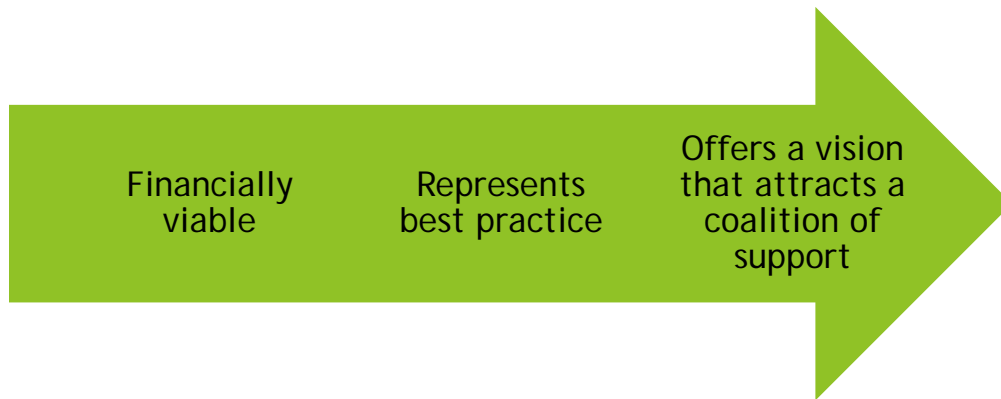 Financially
viable
Represents
best practice
Offers a vision
that attracts a
coalition of
support